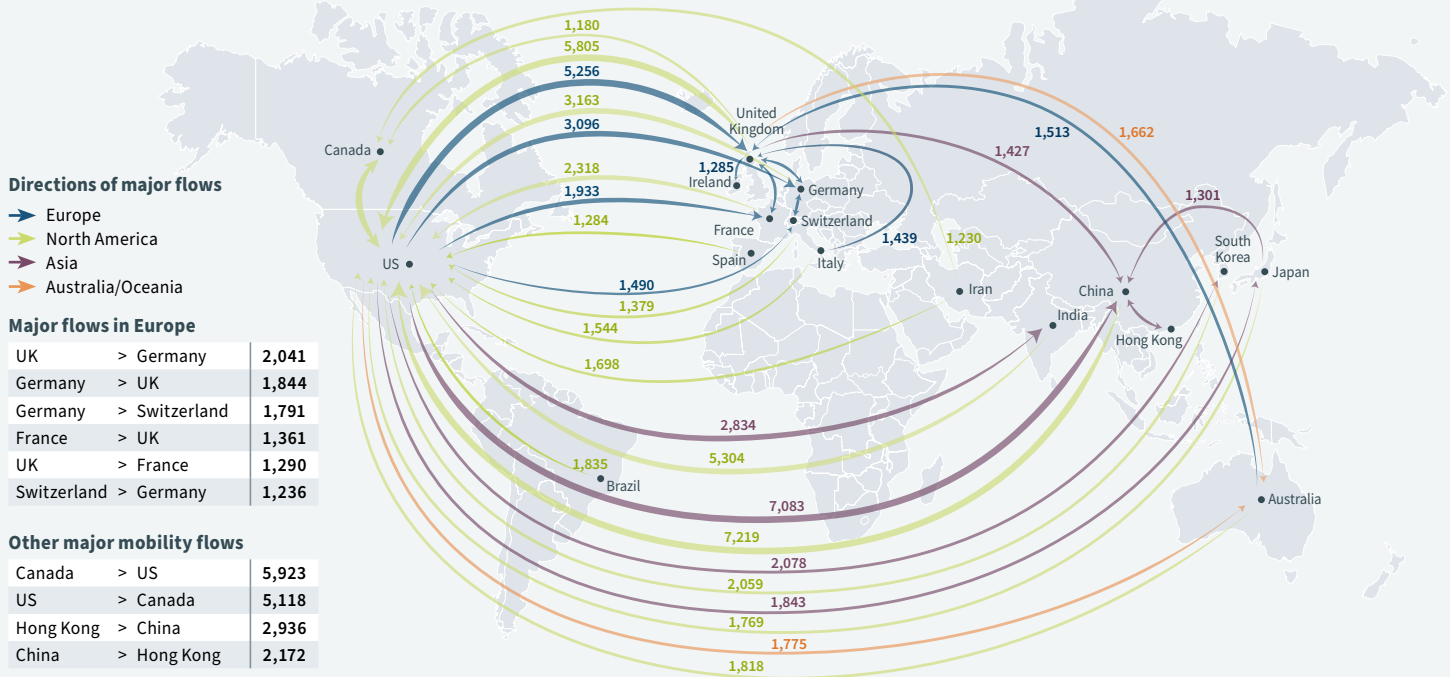 Directions of major flows
Europe
North America
Asia
Australia/Oceania
Major flows in Europe
UK > Germany 2,041
Germany > UK 1,844
Germany > Switzerland 1,791
France > UK 1,361
UK > France 1,290
Switzerland > Germany 1,236
Other major mobility flows
Canada > US 5,923
US > Canada 5,118
Hong Kong > China 2,936
China > Hong Kong 2,172
1,180
5,805
5,256
3,163
3,096
2,318
1,933
1,284
1,490
1,379
1,544
1,698
2,834
5,304
1,835
7,083
7,219
2,078
2,059
1,843
1,769
1,775
1,818
Canada
US
United
Kingdom
1,285
Ireland
Germany
Switzerland
France
Spain
Italy
1,439
1,230
1,427
1,513
1,662
1,301
Iran
India
China
Hong Kong
South
Korea
Japan
Brazil
Australia